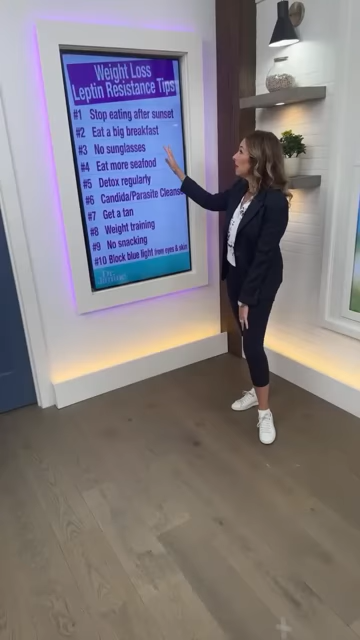 Weight Loss
Leptin Resistance Tips
#1 Stop eating after sunset
#2 Eat a big breakfast
#3 No sunglasses
#4 Eat more seafood
#5 Detox regularly
#6 Candida/Parasite Cleanse
#7 Get a tan
#8 Weight training
#9 No snacking
#10 Block blue light from eyes & skin